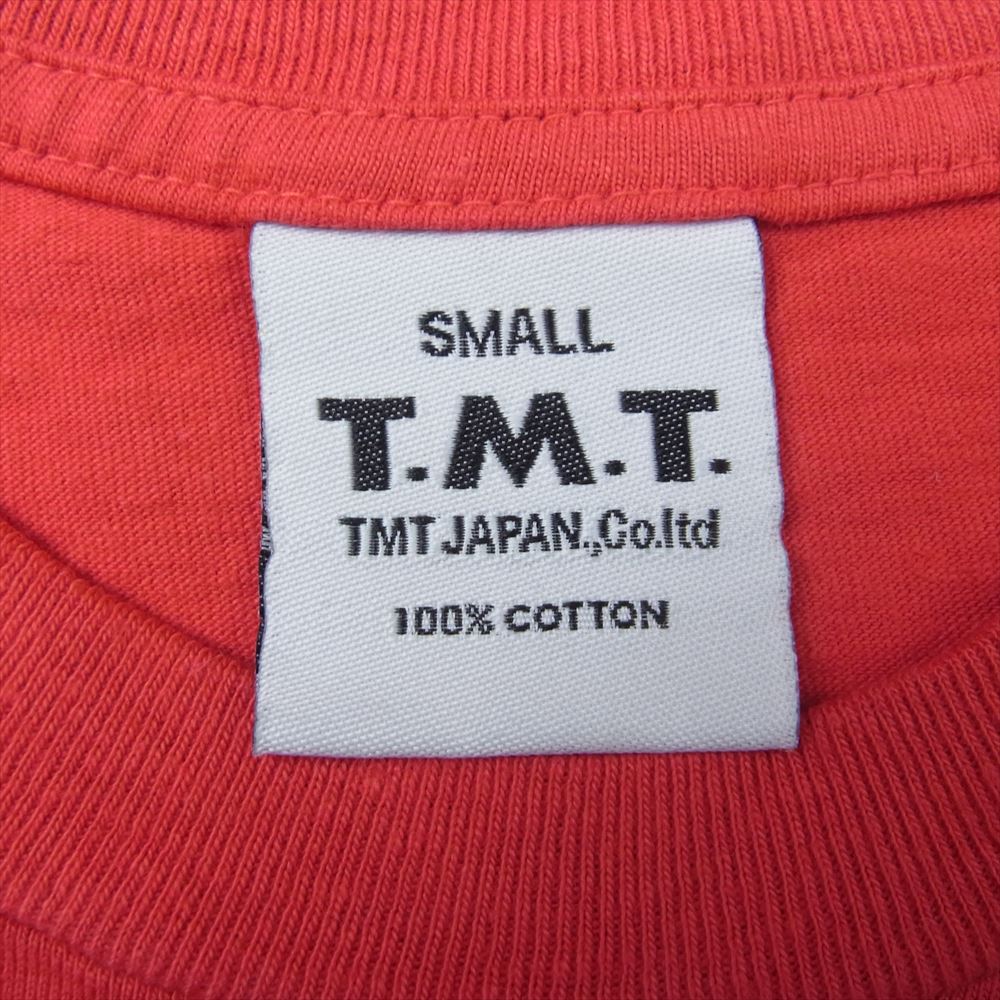 SMALL
T.M.T.
TMT JAPAN.,Co.ltd
100% COTTON